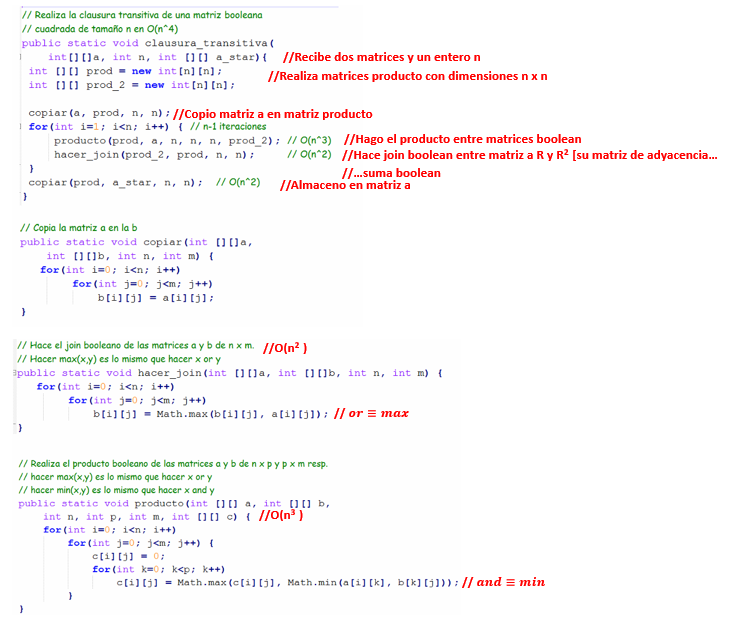 // Realiza la clausura transitiva de una matriz booleana
// cuadrada de tamaño n en O(n^4)
public static void clausura_transitiva(
int[][]a, int n, int [][] a_star){ //Recibe dos matrices y un entero n
int [][] prod = new int[n][n]; //Realiza matrices producto con dimensiones n x n
int [][] prod_2 = new int[n][n];
copiar(a, prod, n, n); //Copio matriz a en matriz producto
for(int i=1; i<n; i++) { // n-1 iteraciones
producto(prod, a, n, n, n, prod_2); // O(n^3) //Hago el producto entre matrices boolean
hacer_join(prod_2, prod, n, n); // O(n^2) //Hace join boolean entre matriz a R y R² [su matriz de adyacencia…
} //…suma boolean
copiar(prod, a_star, n, n); // O(n^2) //Almaceno en matriz a
}
// Copia la matriz a en la b
public static void copiar(int [][]a,
int [][]b, int n, int m) {
for(int i=0; i<n; i++)
for(int j=0; j<m; j++)
b[i][j] = a[i][j];
}
// Hace el join booleano de las matrices a y b de n x m. //O(n² )
// Hacer max(x,y) es lo mismo que hacer x or y
public static void hacer_join(int [][]a, int [][]b, int n, int m) {
for(int i=0; i<n; i++)
for(int j=0; j<m; j++)
b[i][j] = Math.max(b[i][j], a[i][j]); // or ≡ max
}
// Realiza el producto booleano de las matrices a y b de n x p y p x m resp.
// hacer max(x,y) es lo mismo que hacer x or y
// hacer min(x,y) es lo mismo que hacer x and y
public static void producto(int [][] a, int [][] b,
int n, int p, int m, int [][] c) { //O(n³ )
for(int i=0; i<n; i++)
for(int j=0; j<m; j++) {
c[i][j] = 0;
for(int k=0; k<p; k++)
c[i][j] = Math.max(c[i][j], Math.min(a[i][k], b[k][j])); // and ≡ min
}
}